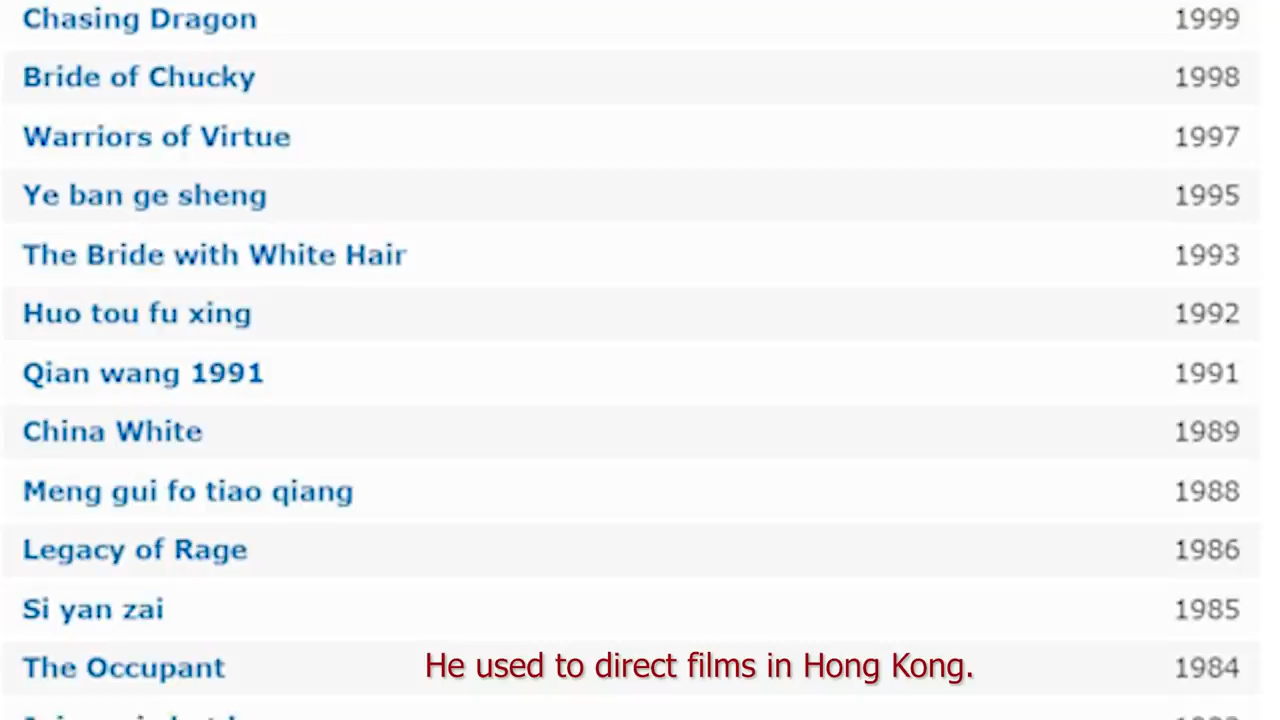 Chasing Dragon 1999
Bride of Chucky 1998
Warriors of Virtue 1997
Ye ban ge sheng 1995
The Bride with White Hair 1993
Huo tou fu xing 1992
Qian wang 1991 1991
China White 1989
Meng gui fo tiao qiang 1988
Legacy of Rage 1986
Si yan zai 1985
The Occupant 1984
He used to direct films in Hong Kong.